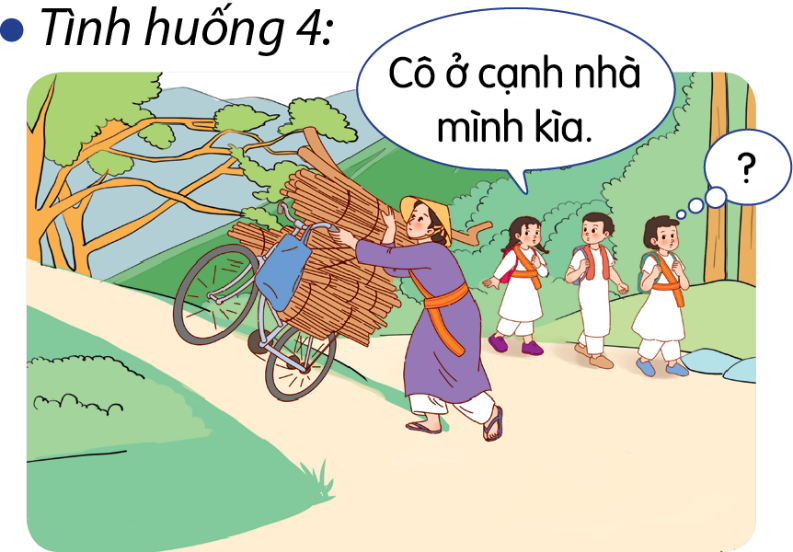 Tình huống 4:
Cô ở cạnh nhà
mình kìa.
?